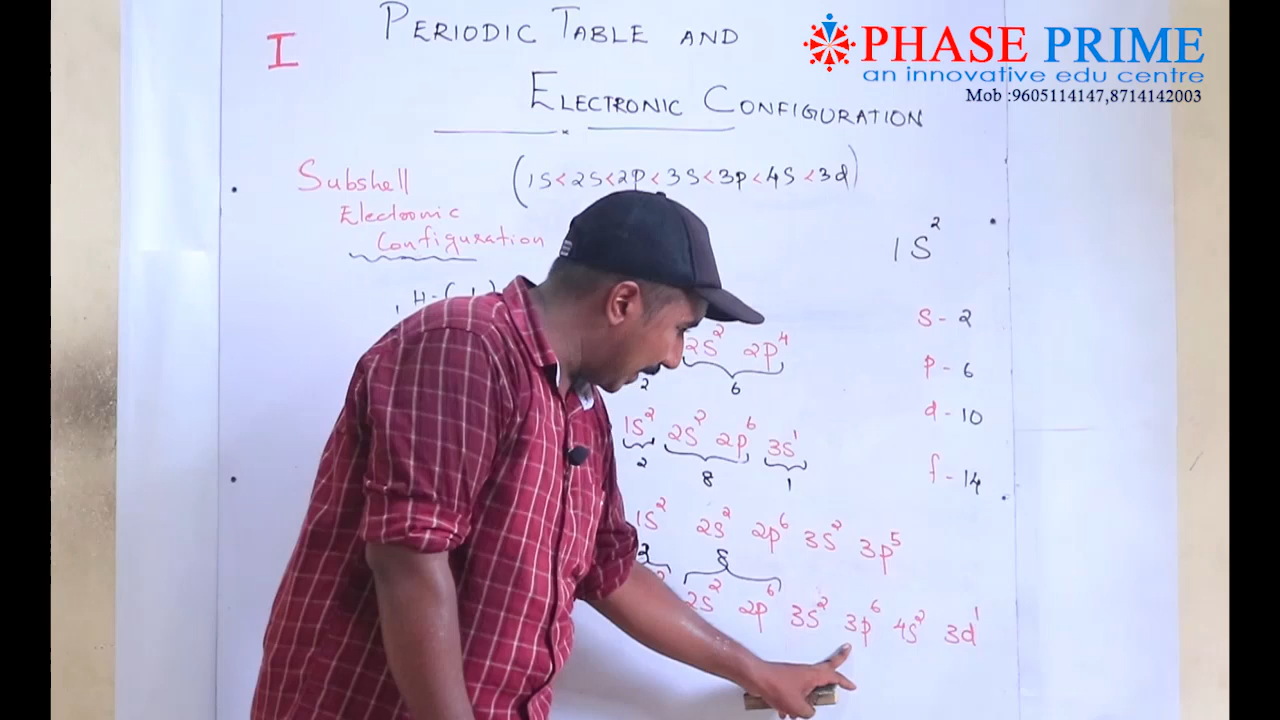 PERIODIC TABLE AND
I
PHASE PRIME
an innovative edu centre
Mob :9605114147,8714142003
ELECTRONIC CONFIGURATION
Subshell
(1s<2s<2p<3s<3p<4s<3d)
Electronic
Configuration
1s²
s - 2
2s² 2p⁴
2
6
p - 6
d - 10
1s² 2s² 2p⁶ 3s¹
2 8 1
f - 14
1s² 2s² 2p⁶ 3s² 3p⁵
8
2s² 2p⁶ 3s² 3p⁶ 4s² 3d¹